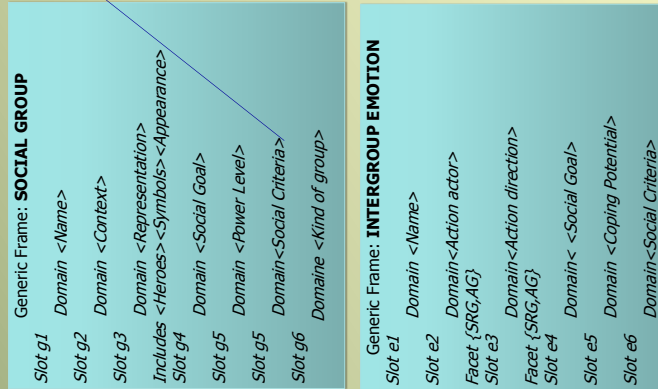 Generic Frame: SOCIAL GROUP
Slot g1
Domain <Name>
Slot g2
Domain <Context>
Slot g3
Domain <Representation>
Includes <Heroes> <Symbols> <Appearance>
Slot g4
Domain <Social Goal>
Slot g5
Domain <Power Level>
Slot g5
Domain<Social Criteria>
Slot g6
Domaine <Kind of group>
Generic Frame: INTERGROUP EMOTION
Slot e1
Domain <Name>
Slot e2
Domain<Action actor>
Facet {SRG,AG}
Slot e3
Domain<Action direction>
Facet {SRG,AG}
Slot e4
Domain< <Social Goal>
Slot e5
Domain <Coping Potential>
Slot e6
Domain<Social Criteria>